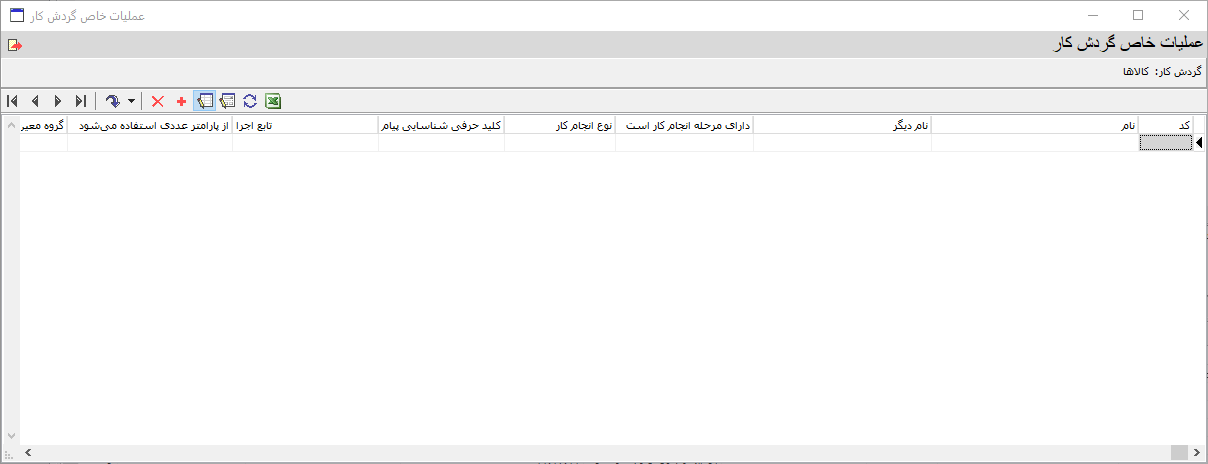 عملیات خاص گردش کار
عملیات خاص گردش کار
گردش کار: کالاها
کد نام نام دیگر دارای مرحله انجام کار است نوع انجام کار کلید حرفی شناسایی پیام تابع اجرا از پارامتر عددی استفاده می‌شود گروه معیر